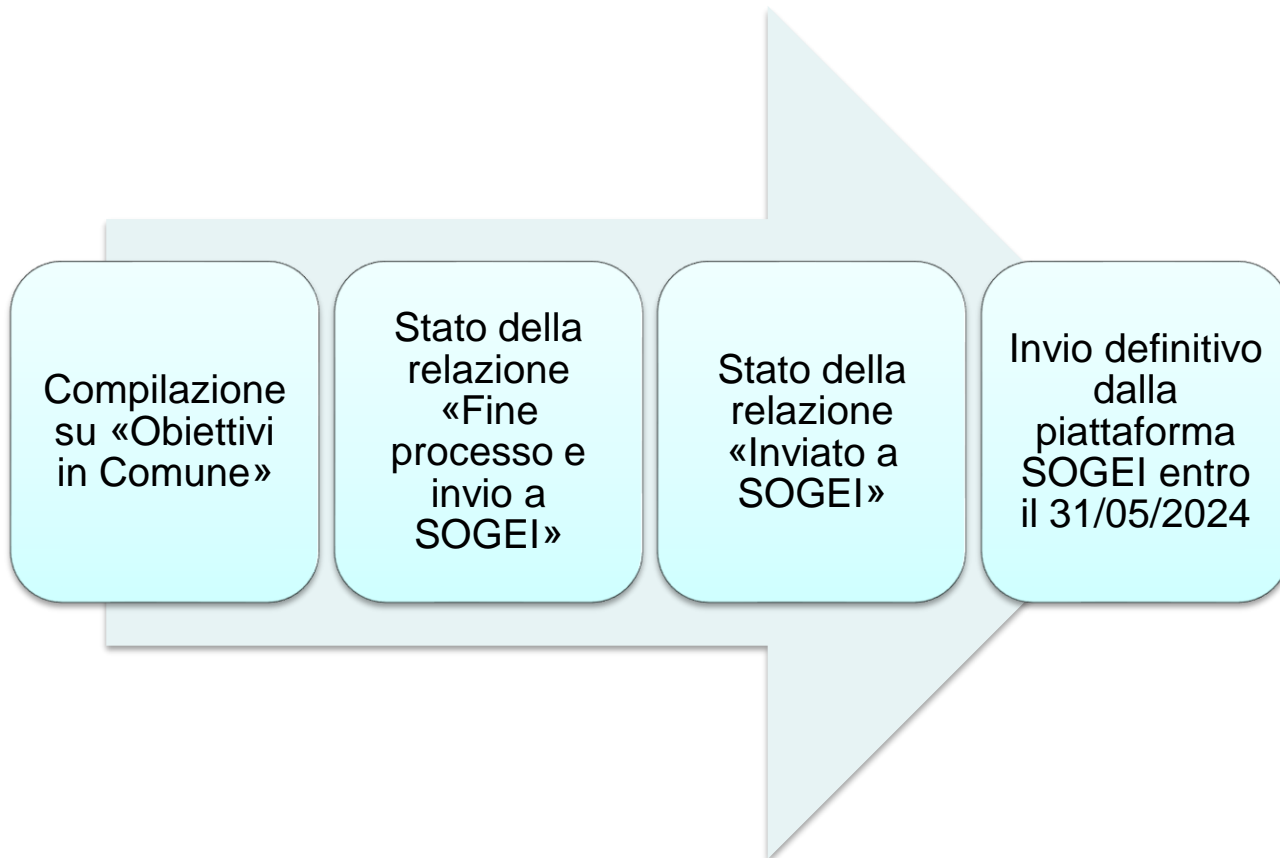 Compilazione
su «Obiettivi
in Comune»
Stato della
relazione
«Fine
processo e
invio a
SOGEI»
Stato della
relazione
«Inviato a
SOGEI»
Invio definitivo
dalla
piattaforma
SOGEI entro
il 31/05/2024